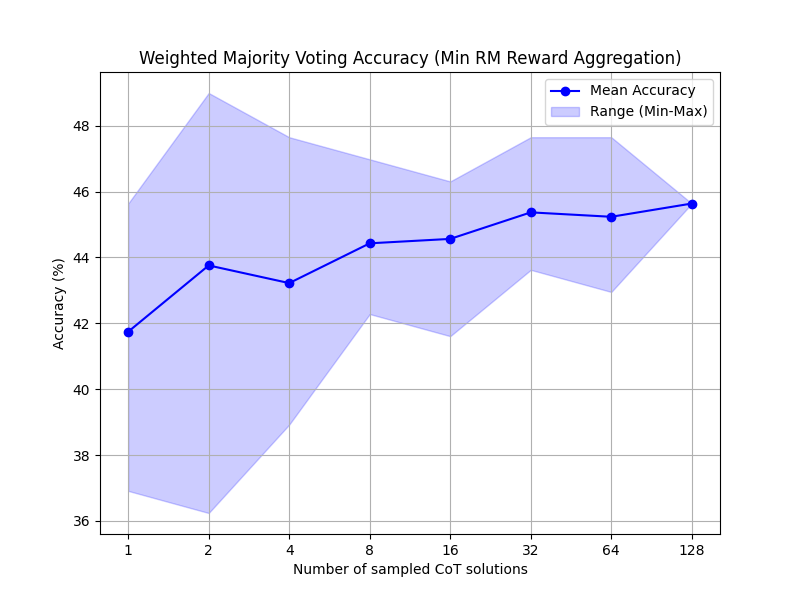 Weighted Majority Voting Accuracy (Min RM Reward Aggregation)
Mean Accuracy
Range (Min-Max)
Accuracy (%)
48
46
44
42
40
38
36
1 2 4 8 16 32 64 128
Number of sampled CoT solutions